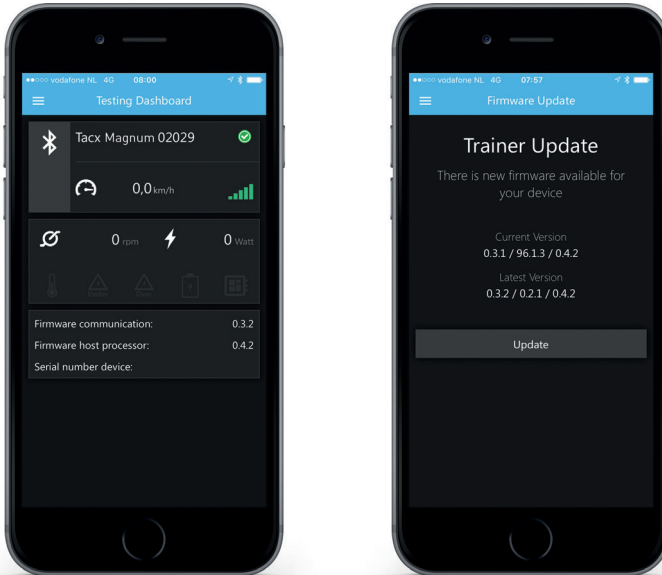 vodafone NL 4G 08:00
Testing Dashboard
Tacx Magnum 02029
0,0 km/h
0 rpm 0 Watt
Firmware communication: 0.3.2
Firmware host processor: 0.4.2
Serial number device:
vodafone NL 4G 07:57
Firmware Update
Trainer Update
There is new firmware available for
your device
Current Version
0.3.1 / 96.1.3 / 0.4.2
Latest Version
0.3.2 / 0.2.1 / 0.4.2
Update